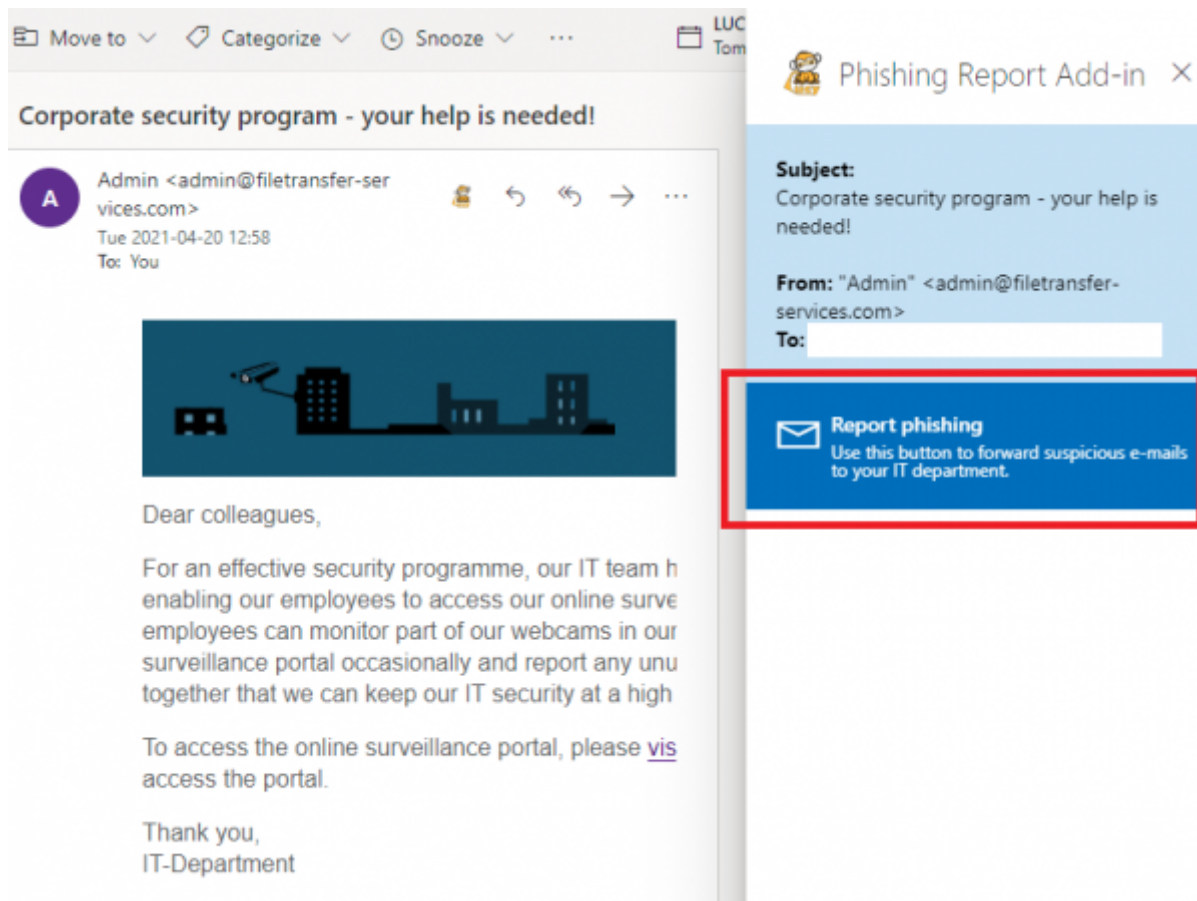 Move to
Categorize
Snooze
LUC
Tom
Corporate security program - your help is needed!
A
Admin <admin@filetransfer-ser
vices.com>
Tue 2021-04-20 12:58
To: You
Dear colleagues,
For an effective security programme, our IT team h
enabling our employees to access our online surve
employees can monitor part of our webcams in our
surveillance portal occasionally and report any unu
together that we can keep our IT security at a high
To access the online surveillance portal, please vis
access the portal.
Thank you,
IT-Department
Phishing Report Add-in
Subject:
Corporate security program - your help is
needed!
From: "Admin" <admin@filetransfer-
services.com>
To:
Report phishing
Use this button to forward suspicious e-mails
to your IT department.